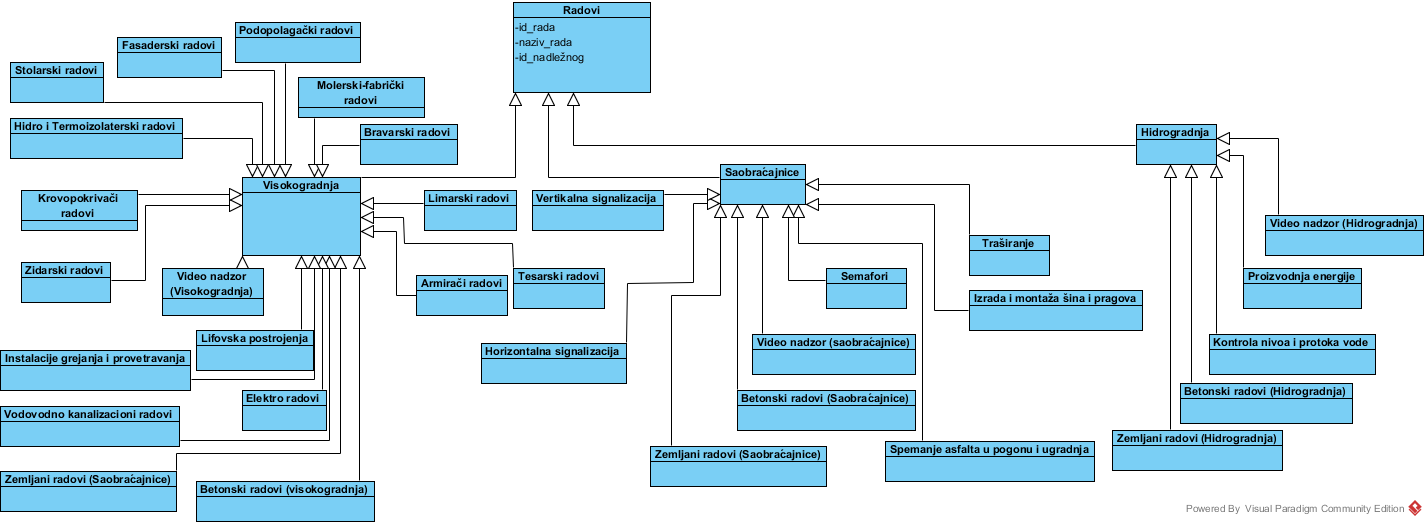 Radovi
-id_rada
-naziv_rada
-id_nadležnog
Podopolagački radovi
Fasaderski radovi
Stolarski radovi
Molerski-fabrički
radovi
Hidro i Termoizolaterski radovi
Bravarski radovi
Visokogradnja
Krovopokrivači
radovi
Limarski radovi
Zidarski radovi
Video nadzor
(Visokogradnja)
Tesarski radovi
Armirači radovi
Lifovska postrojenja
Instalacije grejanja i provetravanja
Elektro radovi
Vodovodno kanalizacioni radovi
Zemljani radovi (Saobraćajnice)
Betonski radovi (visokogradnja)
Saobraćajnice
Vertikalna signalizacija
Horizontalna signalizacija
Traširanje
Semafori
Izrada i montaža šina i pragova
Video nadzor (saobraćajnice)
Betonski radovi (Saobraćajnice)
Zemljani radovi (Saobraćajnice)
Spemanje asfalta u pogonu i ugradnja
Hidrogradnja
Video nadzor (Hidrogradnja)
Proizvodnja energije
Kontrola nivoa i protoka vode
Betonski radovi (Hidrogradnja)
Zemljani radovi (Hidrogradnja)
Powered By Visual Paradigm Community Edition